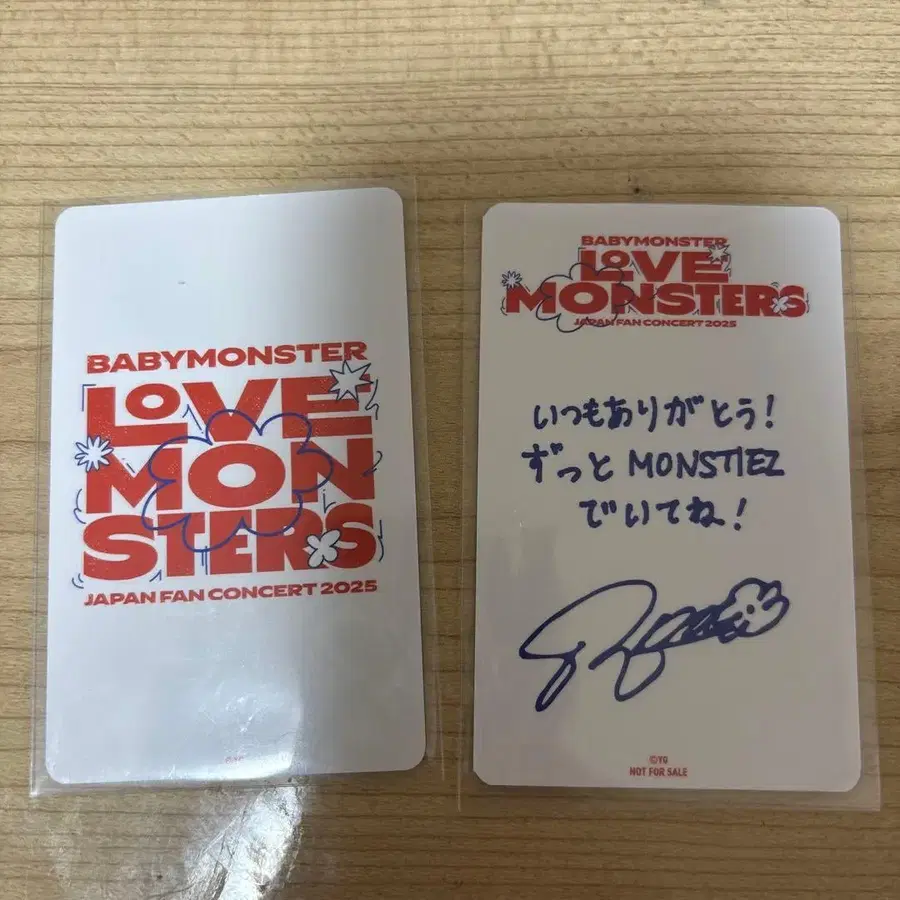 BABYMONSTER
LOVE
MON
STERS
JAPAN FAN CONCERT 2025
©YG
BABYMONSTER
LOVE
MONSTERS
JAPAN FAN CONCERT 2025
いつもありがとう!
ずっと MONSTIEZ
でいてね!
©YG
NOT FOR SALE